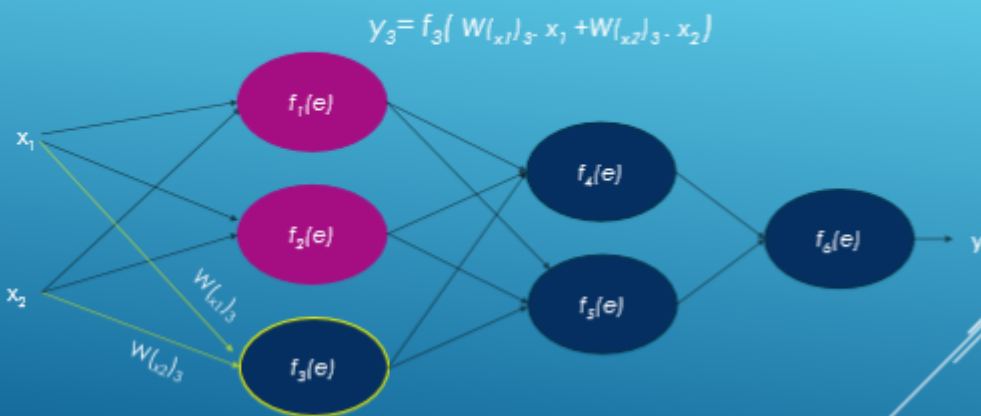 y₃= f₃( W(ₓ₁)₃. x₁ +W(ₓ₂)₃. x₂)
f₁(e)
x₁
f₄(e)
f₂(e)
f₆(e)
y
x₂
W(ₓ₁)₃
f₅(e)
W(ₓ₂)₃
f₃(e)